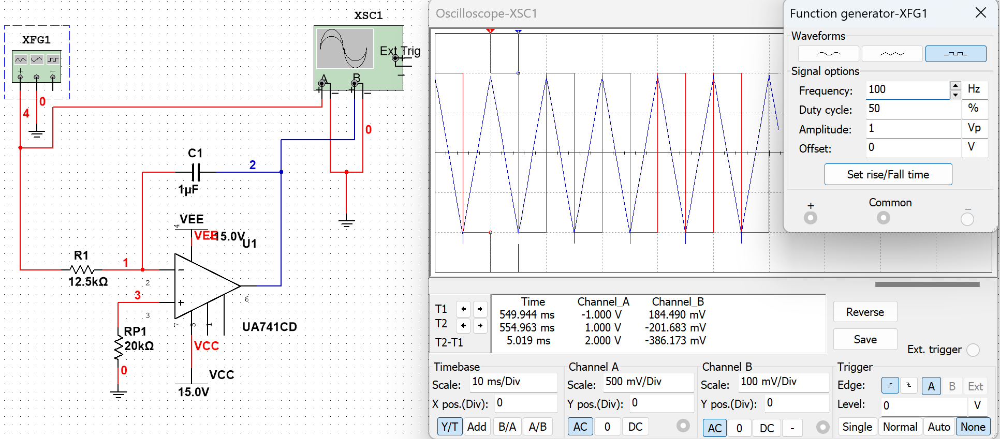 XFG1
+
−
4
0
XSC1
Ext Trig
A
B
+
−
+
−
−
0
C1
1µF
2
VEE
4
VEE
15.0V
U1
R1
12.5kΩ
1
2
−
3
3
+
6
7
5
1
UA741CD
RP1
20kΩ
0
VCC
VCC
15.0V
Oscilloscope-XSC1
1
2
Time Channel_A Channel_B
T1 549.944 ms -1.000 V 184.490 mV
T2 554.963 ms 1.000 V -201.683 mV
T2-T1 5.019 ms 2.000 V -386.173 mV
Reverse
Save
Ext. trigger
Timebase
Scale: 10 ms/Div
X pos.(Div): 0
Y/T Add B/A A/B
Channel A
Scale: 500 mV/Div
Y pos.(Div): 0
AC 0 DC
Channel B
Scale: 100 mV/Div
Y pos.(Div): 0
AC 0 DC -
Trigger
Edge: A B Ext
Level: 0 V
Single Normal Auto None
Function generator-XFG1
Waveforms
Signal options
Frequency: 100 Hz
Duty cycle: 50 %
Amplitude: 1 Vp
Offset: 0 V
Set rise/Fall time
+ Common −